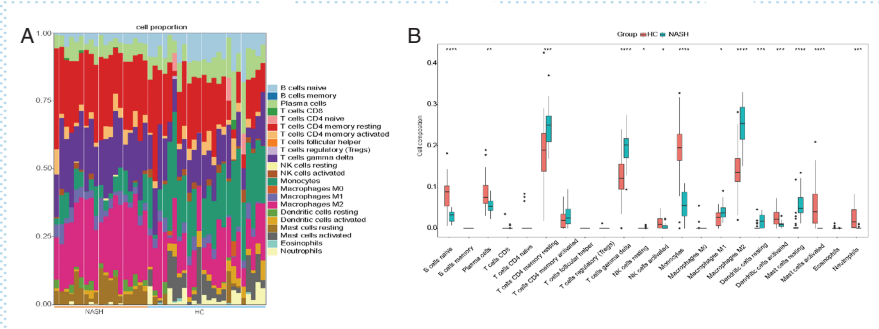 A
cell proportion
1.00
0.75
0.50
0.25
0.00
NASH
HC
B cells naive
B cells memory
Plasma cells
T cells CD8
T cells CD4 naive
T cells CD4 memory resting
T cells CD4 memory activated
T cells follicular helper
T cells regulatory (Tregs)
T cells gamma delta
NK cells resting
NK cells activated
Monocytes
Macrophages M0
Macrophages M1
Macrophages M2
Dendritic cells resting
Dendritic cells activated
Mast cells resting
Mast cells activated
Eosinophils
Neutrophils
B
Group HC NASH
Cell composition
0.4
0.3
0.2
0.1
0.0
B cells naive
B cells memory
Plasma cells
T cells CD8
T cells CD4 naive
T cells CD4 memory resting
T cells CD4 memory activated
T cells follicular helper
T cells regulatory (Tregs)
T cells gamma delta
NK cells resting
NK cells activated
Monocytes
Macrophages M0
Macrophages M1
Macrophages M2
Dendritic cells resting
Dendritic cells activated
Mast cells resting
Mast cells activated
Eosinophils
Neutrophils